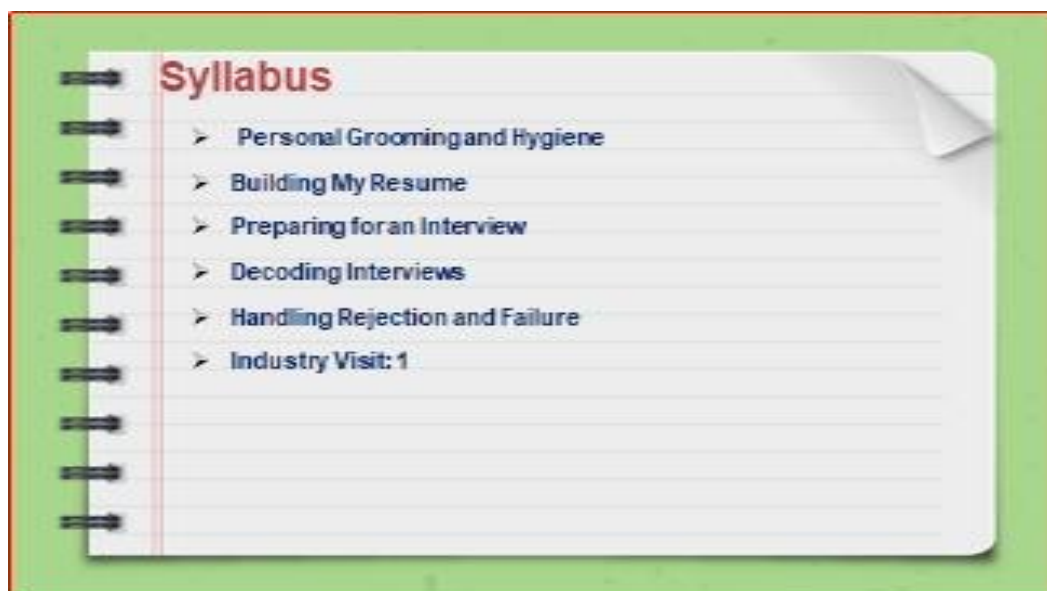 Syllabus
➢ Personal Grooming and Hygiene
➢ Building My Resume
➢ Preparing for an Interview
➢ Decoding Interviews
➢ Handling Rejection and Failure
➢ Industry Visit: 1